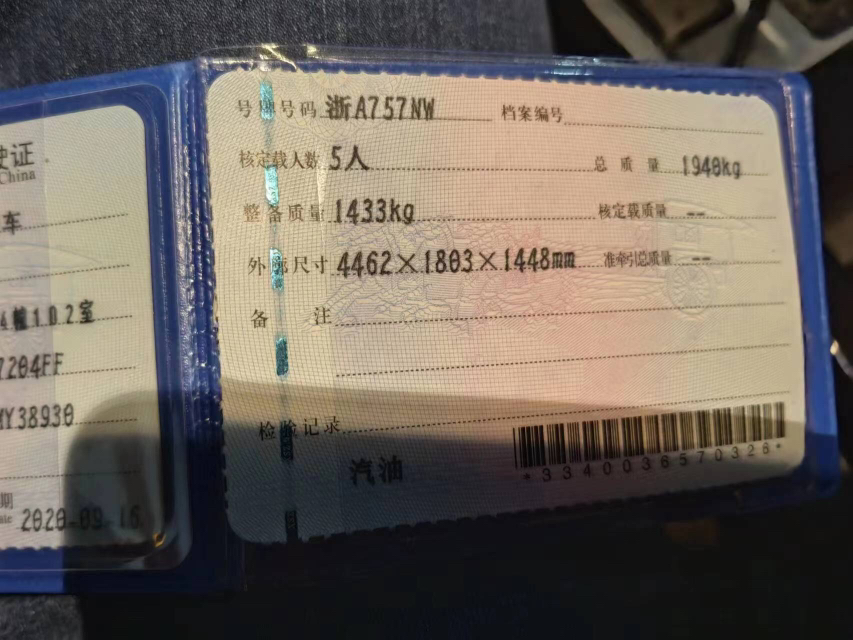 驶证
China
车
4幢102室
7204FF
MY38930
期
2020-09-16
号牌号码 浙A757NW 档案编号
核定载人数 5人 总质量 1940kg
整备质量 1433kg 核定载质量 --
外廓尺寸 4462×1803×1448mm 准牵引总质量 --
备注
检验记录
汽油
*3340036570326*